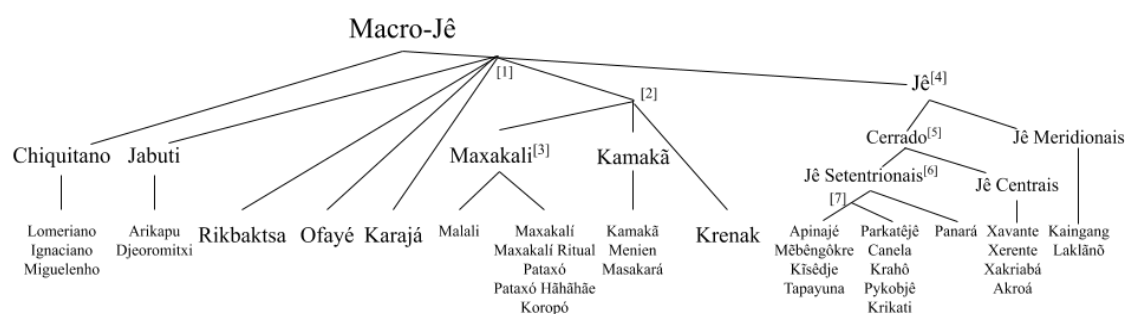 Macro-Jê
[1]
Jê[4]
[2]
Cerrado[5]
Jê Meridionais
Chiquitano
Jabuti
Maxakali[3]
Kamakã
Jê Setentrionais[6]
Jê Centrais
[7]
Lomeriano
Ignaciano
Miguelenho
Arikapu
Djeoromitxi
Rikbaktsa
Ofayé
Karajá
Malali
Maxakalí
Maxakalí Ritual
Pataxó
Pataxó Hãhãhãe
Koropó
Kamakã
Menien
Masakará
Krenak
Apinajé
Mẽbêngôkre
Kĩsêdje
Tapayuna
Parkatêjê
Canela
Krahô
Pykobjê
Krikati
Panará
Xavante
Xerente
Xakriabá
Akroá
Kaingang
Laklãnõ